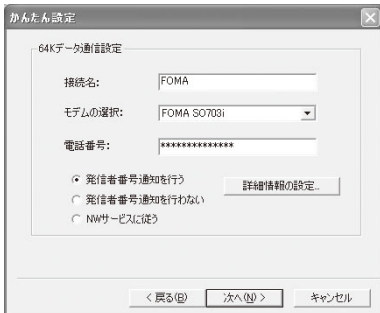 かんたん設定
64Kデータ通信設定
接続名: FOMA
モデムの選択: FOMA SO703i
電話番号: **************
発信者番号通知を行う 詳細情報の設定...
発信者番号通知を行わない
NWサービスに従う
< 戻る(B) 次へ(N) > キャンセル